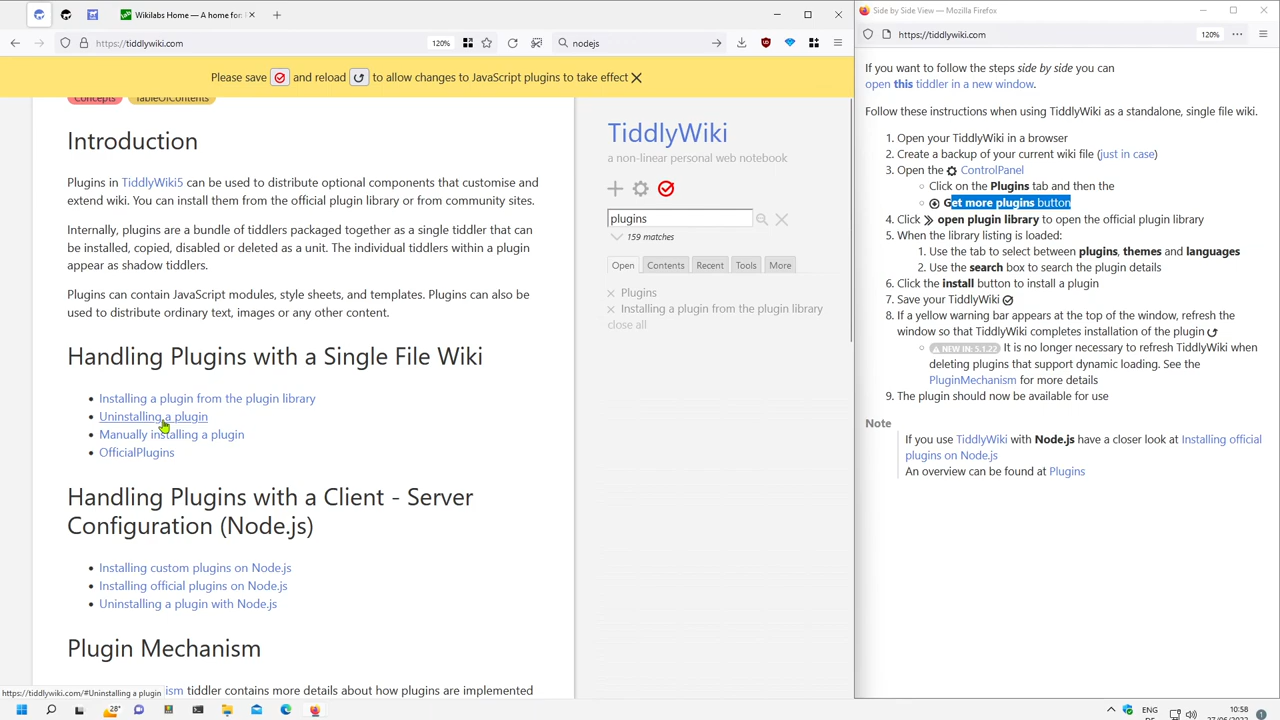 Wikilabs Home — A home for
Side by Side View — Mozilla Firefox
https://tiddlywiki.com
120%
nodejs
https://tiddlywiki.com
120%
Please save and reload to allow changes to JavaScript plugins to take effect
Concepts TableOfContents
Introduction
Plugins in TiddlyWiki5 can be used to distribute optional components that customise and
extend wiki. You can install them from the official plugin library or from community sites.
Internally, plugins are a bundle of tiddlers packaged together as a single tiddler that can
be installed, copied, disabled or deleted as a unit. The individual tiddlers within a plugin
appear as shadow tiddlers.
Plugins can contain JavaScript modules, style sheets, and templates. Plugins can also be
used to distribute ordinary text, images or any other content.
Handling Plugins with a Single File Wiki
Installing a plugin from the plugin library
Uninstalling a plugin
Manually installing a plugin
OfficialPlugins
Handling Plugins with a Client - Server
Configuration (Node.js)
Installing custom plugins on Node.js
Installing official plugins on Node.js
Uninstalling a plugin with Node.js
Plugin Mechanism
ism tiddler contains more details about how plugins are implemented
https://tiddlywiki.com/#Uninstalling a plugin
TiddlyWiki
a non-linear personal web notebook
plugins
159 matches
Open Contents Recent Tools More
Plugins
Installing a plugin from the plugin library
close all
If you want to follow the steps side by side you can
open this tiddler in a new window.
Follow these instructions when using TiddlyWiki as a standalone, single file wiki.
1. Open your TiddlyWiki in a browser
2. Create a backup of your current wiki file (just in case)
3. Open the ControlPanel
Click on the Plugins tab and then the
Get more plugins button
4. Click open plugin library to open the official plugin library
5. When the library listing is loaded:
1. Use the tab to select between plugins, themes and languages
2. Use the search box to search the plugin details
6. Click the install button to install a plugin
7. Save your TiddlyWiki
8. If a yellow warning bar appears at the top of the window, refresh the
window so that TiddlyWiki completes installation of the plugin
NEW IN: 5.1.22 It is no longer necessary to refresh TiddlyWiki when
deleting plugins that support dynamic loading. See the
PluginMechanism for more details
9. The plugin should now be available for use
Note
If you use TiddlyWiki with Node.js have a closer look at Installing official
plugins on Node.js
An overview can be found at Plugins
28°
ENG
10:58